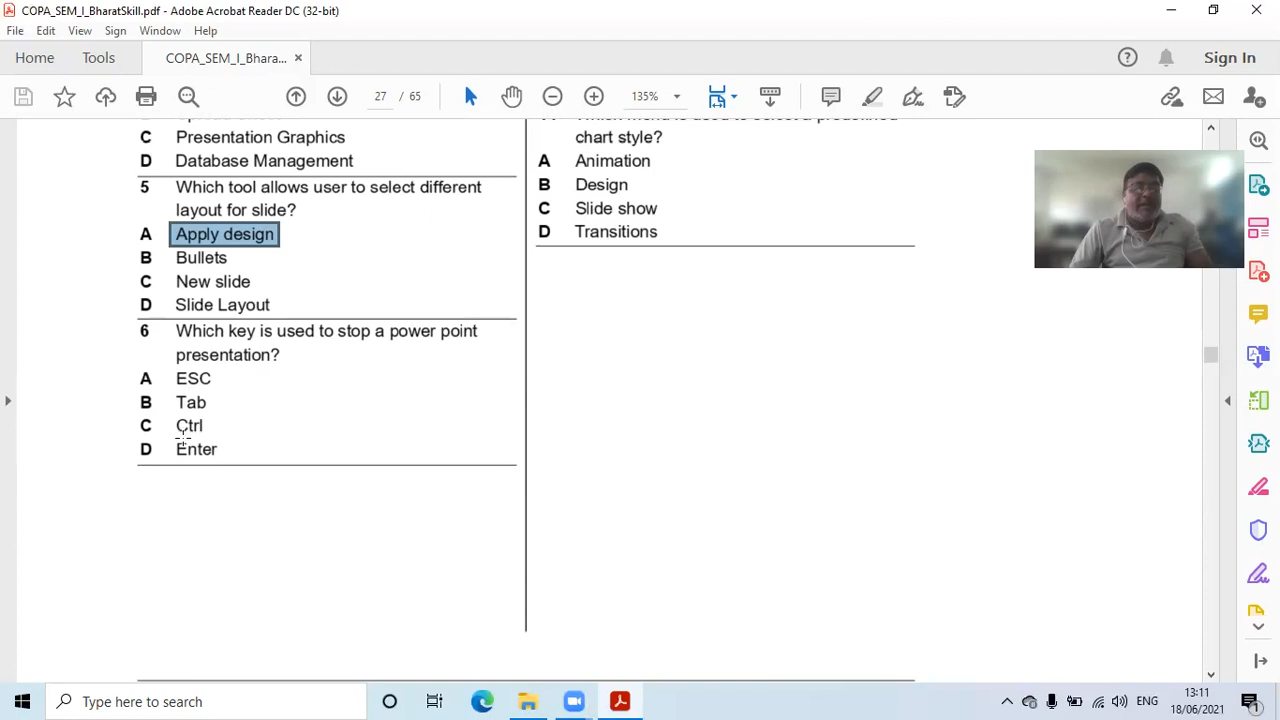 COPA_SEM_I_BharatSkill.pdf - Adobe Acrobat Reader DC (32-bit)
File Edit View Sign Window Help
Home Tools COPA_SEM_I_Bhara... × Sign In
27 / 65 135%
C Presentation Graphics
D Database Management
5 Which tool allows user to select different
layout for slide?
A Apply design
B Bullets
C New slide
D Slide Layout
6 Which key is used to stop a power point
presentation?
A ESC
B Tab
C Ctrl
D Enter
chart style?
A Animation
B Design
C Slide show
D Transitions
Type here to search
ENG
13:11
18/06/2021